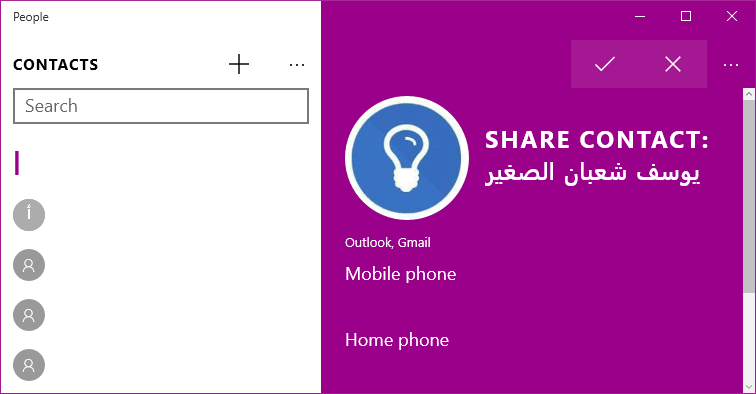 People
CONTACTS
Search
ا
أ
SHARE CONTACT:
يوسف شعبان الصغير
Outlook, Gmail
Mobile phone
Home phone